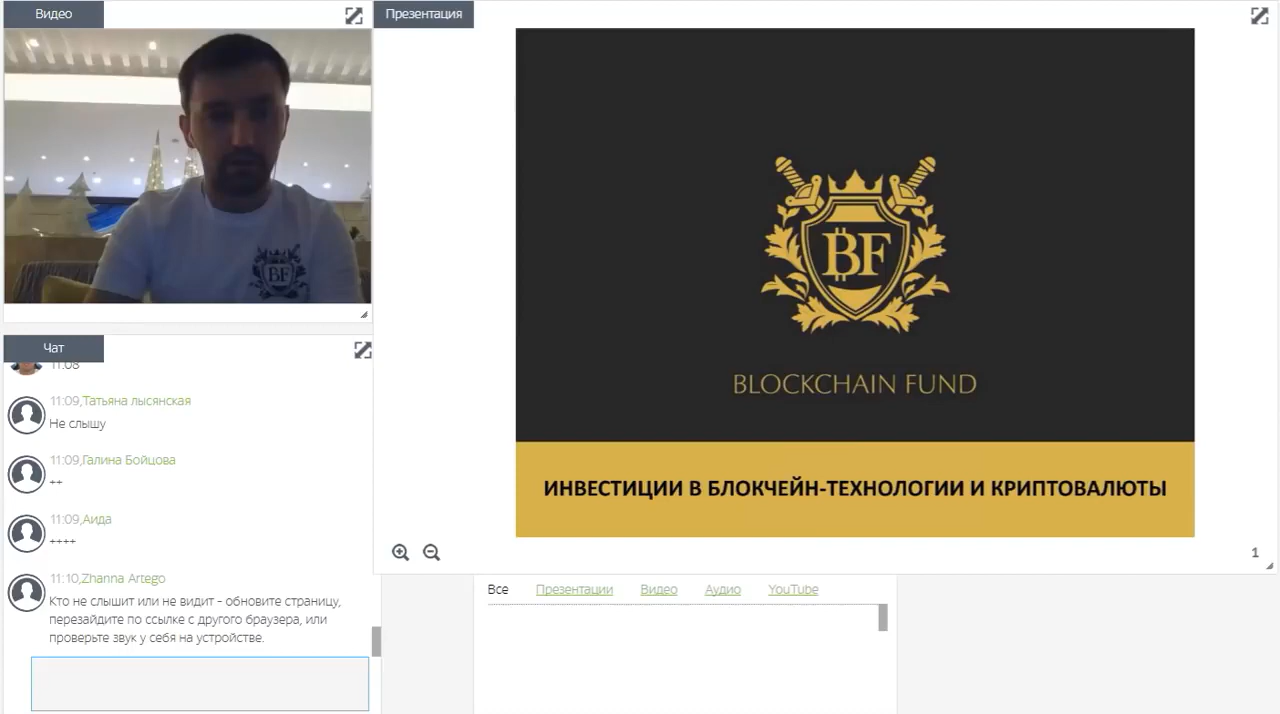 Видео
Презентация
BF
BF
BLOCKCHAIN FUND
ИНВЕСТИЦИИ В БЛОКЧЕЙН-ТЕХНОЛОГИИ И КРИПТОВАЛЮТЫ
1
Чат
11:08
11:09,Татьяна лысянская
Не слышу
11:09,Галина Бойцова
++
11:09,Аида
++++
11:10,Zhanna Artego
Кто не слышит или не видит - обновите страницу,
перезайдите по ссылке с другого браузера, или
проверьте звук у себя на устройстве.
Все Презентации Видео Аудио YouTube